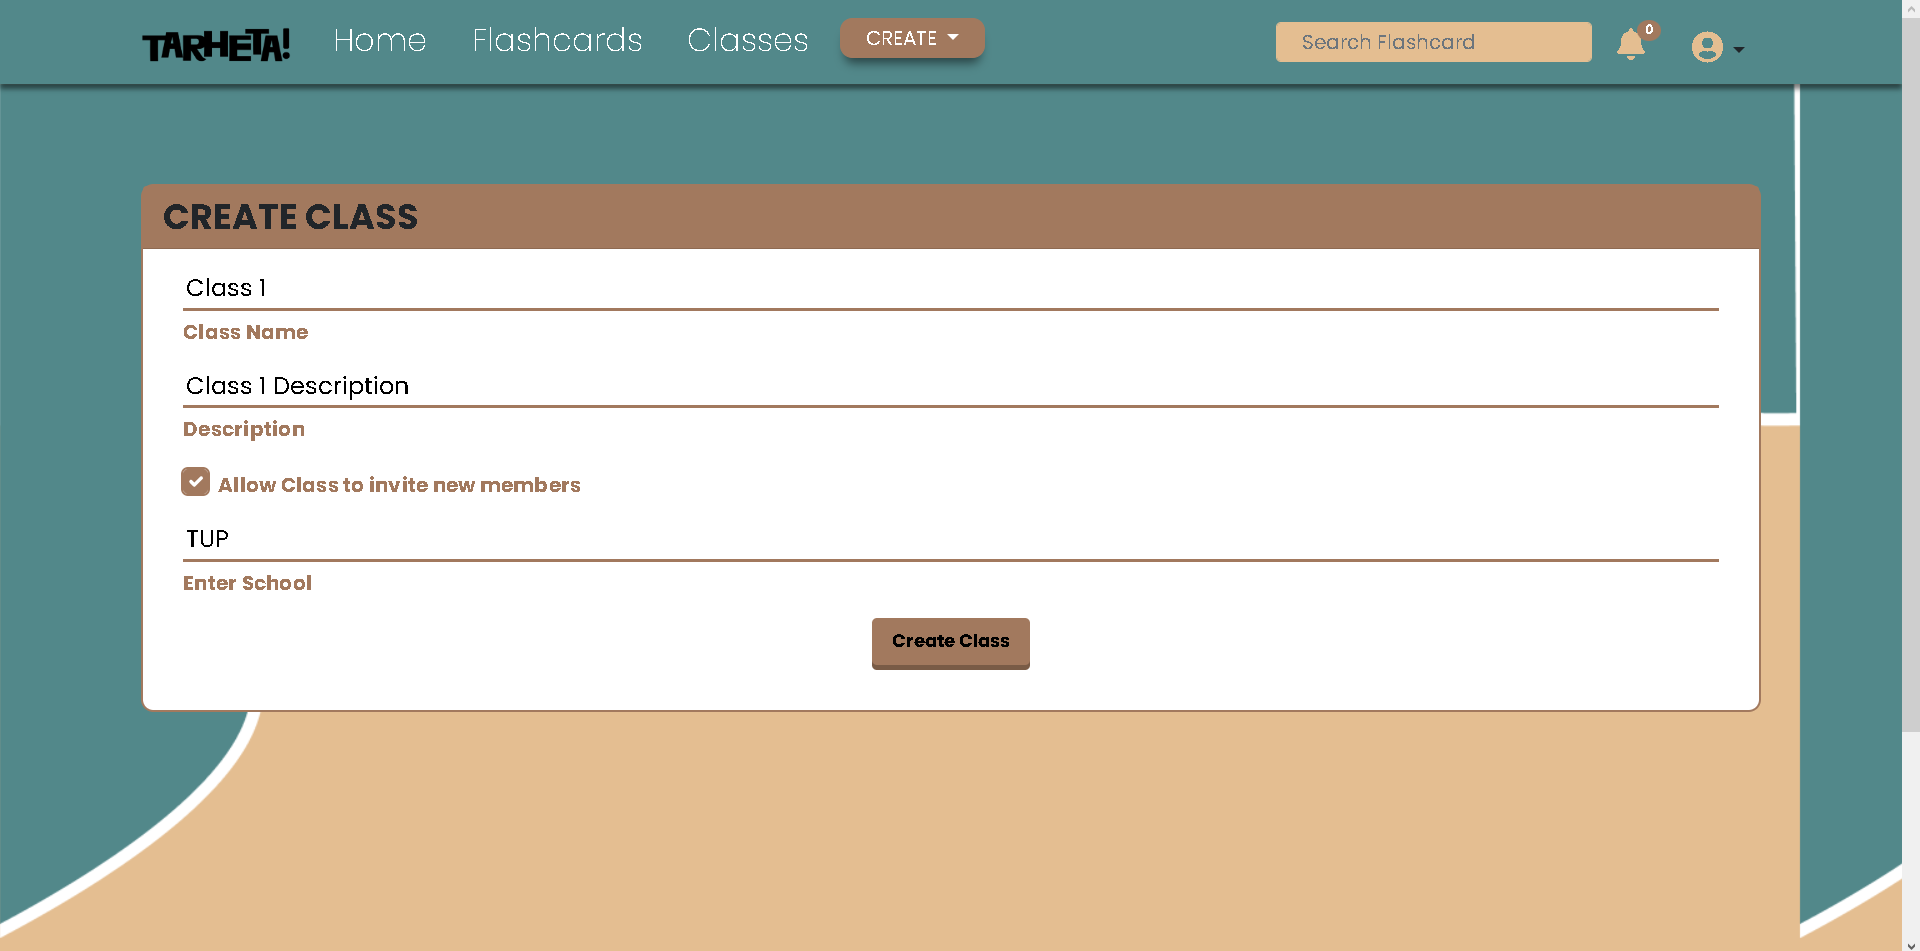 TARHETA! Home Flashcards Classes CREATE Search Flashcard 0
CREATE CLASS
Class 1
Class Name
Class 1 Description
Description
Allow Class to invite new members
TUP
Enter School
Create Class